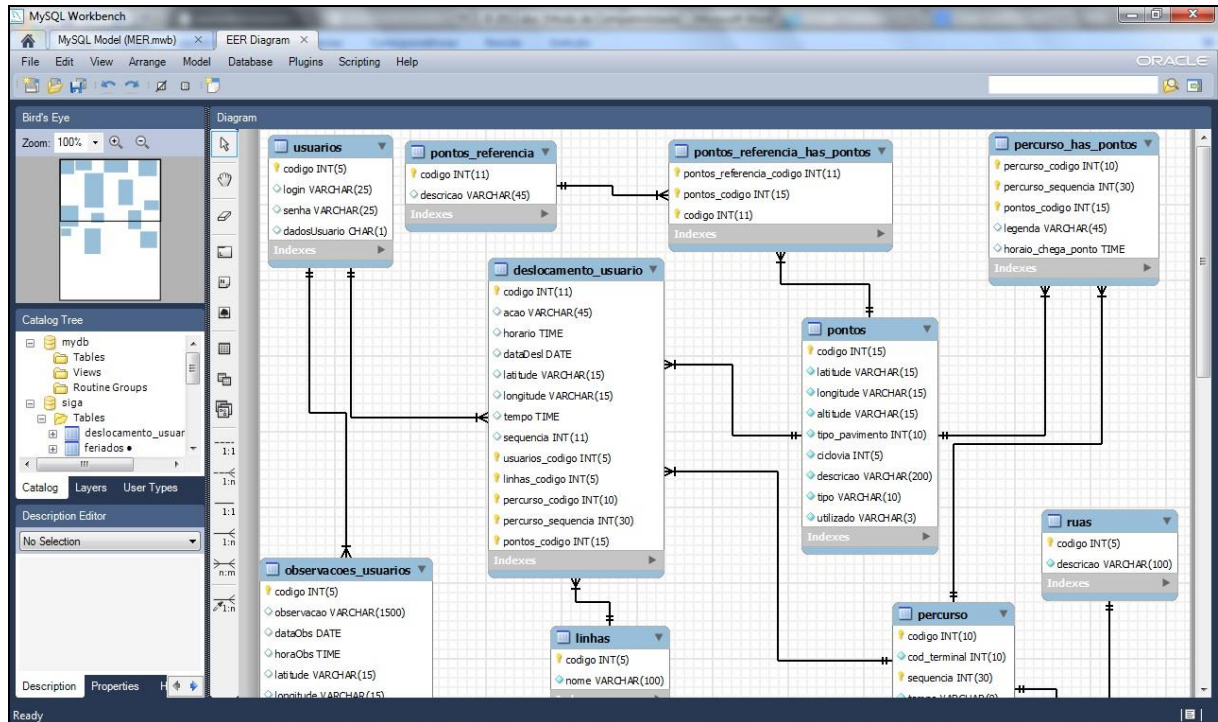 MySQL Workbench
MySQL Model (MER.mwb) ×
EER Diagram ×
File Edit View Arrange Model Database Plugins Scripting Help
ORACLE
Bird's Eye
Zoom: 100%
Catalog Tree
mydb
Tables
Views
Routine Groups
siga
Tables
deslocamento_usuar
feriados
Catalog Layers User Types
Description Editor
No Selection
Description Properties H
Ready
Diagram
1:1
1:n
1:1
1:n
n:m
1:n
usuarios
codigo INT(5)
login VARCHAR(25)
senha VARCHAR(25)
dadosUsuario CHAR(1)
Indexes
pontos_referencia
codigo INT(11)
descricao VARCHAR(45)
Indexes
pontos_referencia_has_pontos
pontos_referencia_codigo INT(11)
pontos_codigo INT(15)
codigo INT(11)
Indexes
percurso_has_pontos
percurso_codigo INT(10)
percurso_sequencia INT(30)
pontos_codigo INT(15)
legenda VARCHAR(45)
horaio_chega_ponto TIME
Indexes
deslocamento_usuario
codigo INT(11)
acao VARCHAR(45)
horario TIME
dataDesl DATE
latitude VARCHAR(15)
longitude VARCHAR(15)
tempo TIME
sequencia INT(11)
usuarios_codigo INT(5)
linhas_codigo INT(5)
percurso_codigo INT(10)
percurso_sequencia INT(30)
pontos_codigo INT(15)
Indexes
pontos
codigo INT(15)
latitude VARCHAR(15)
longitude VARCHAR(15)
altitude VARCHAR(15)
tipo_pavimento INT(10)
ciclovia INT(5)
descricao VARCHAR(200)
tipo VARCHAR(10)
utilizado VARCHAR(3)
Indexes
ruas
codigo INT(5)
descricao VARCHAR(100)
Indexes
observacoes_usuarios
codigo INT(5)
observacao VARCHAR(1500)
dataObs DATE
horaObs TIME
latitude VARCHAR(15)
longitude VARCHAR(15)
linhas
codigo INT(5)
nome VARCHAR(100)
percurso
codigo INT(10)
cod_terminal INT(10)
sequencia INT(30)